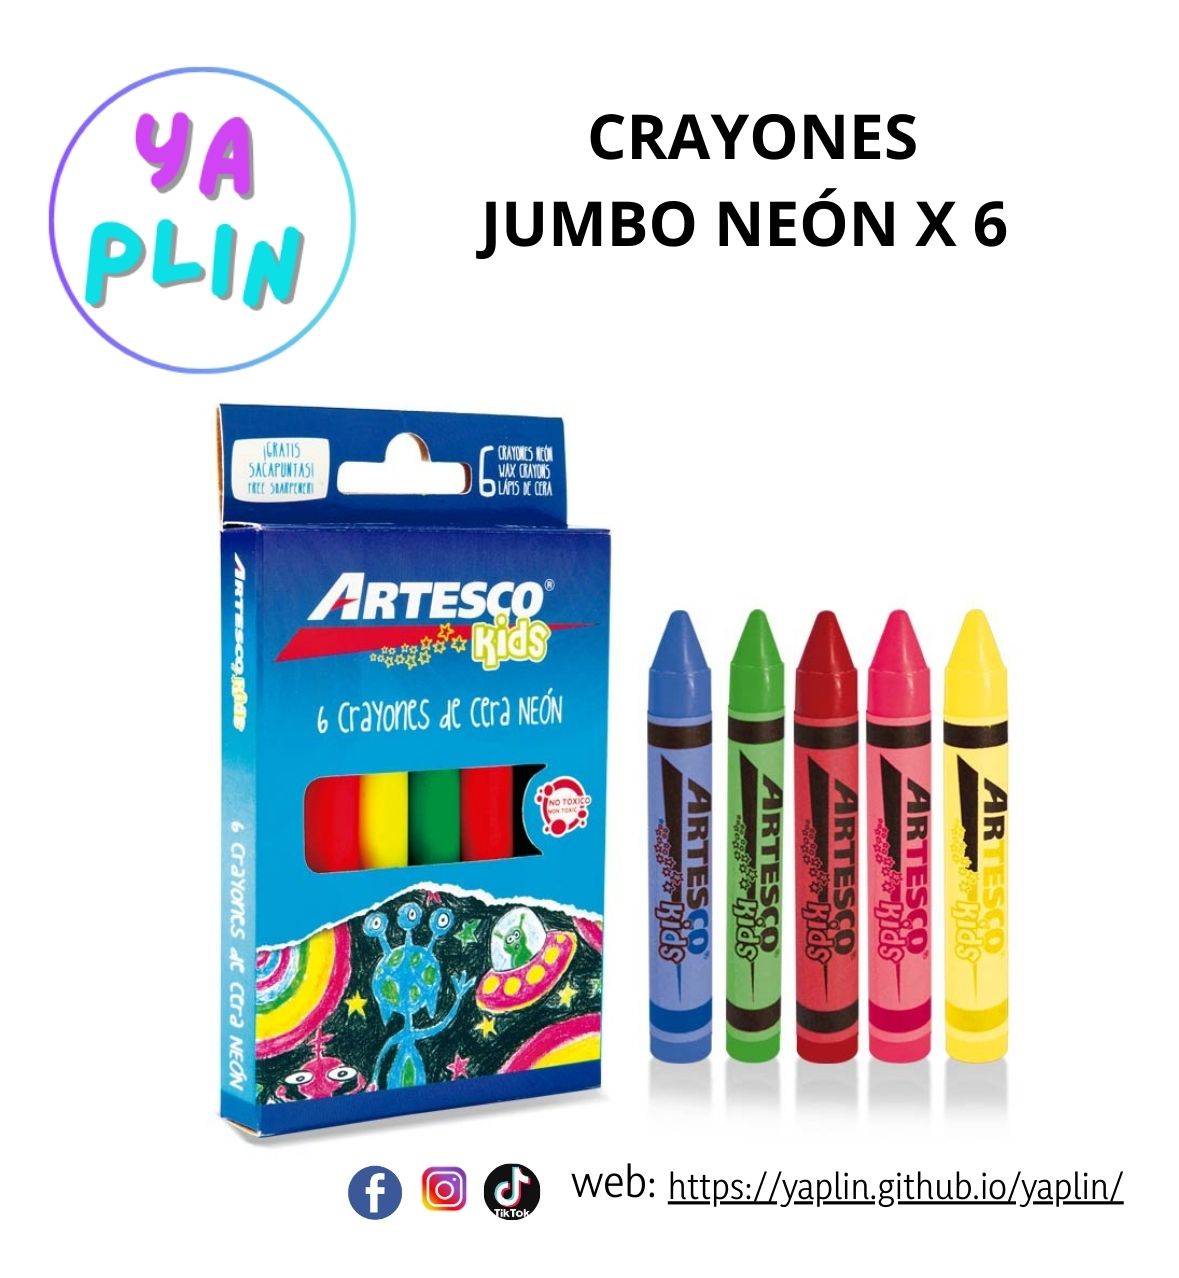 YA
PLIN
CRAYONES
JUMBO NEÓN X 6
¡GRATIS
SACAPUNTAS!
FREE SHARPENER!
6
CRAYONES NEÓN
WAX CRAYONS
LÁPIS DE CERA
ARTESCO®
Kids
6 Crayones de cera NEÓN
NO TOXICO
NON TOXIC
ARTESCO Kids
6 Crayones de cera NEÓN
ARTESCO
Kids
ARTESCO
Kids
ARTESCO
Kids
ARTESCO
Kids
ARTESCO
Kids
TikTok
web: https://yaplin.github.io/yaplin/